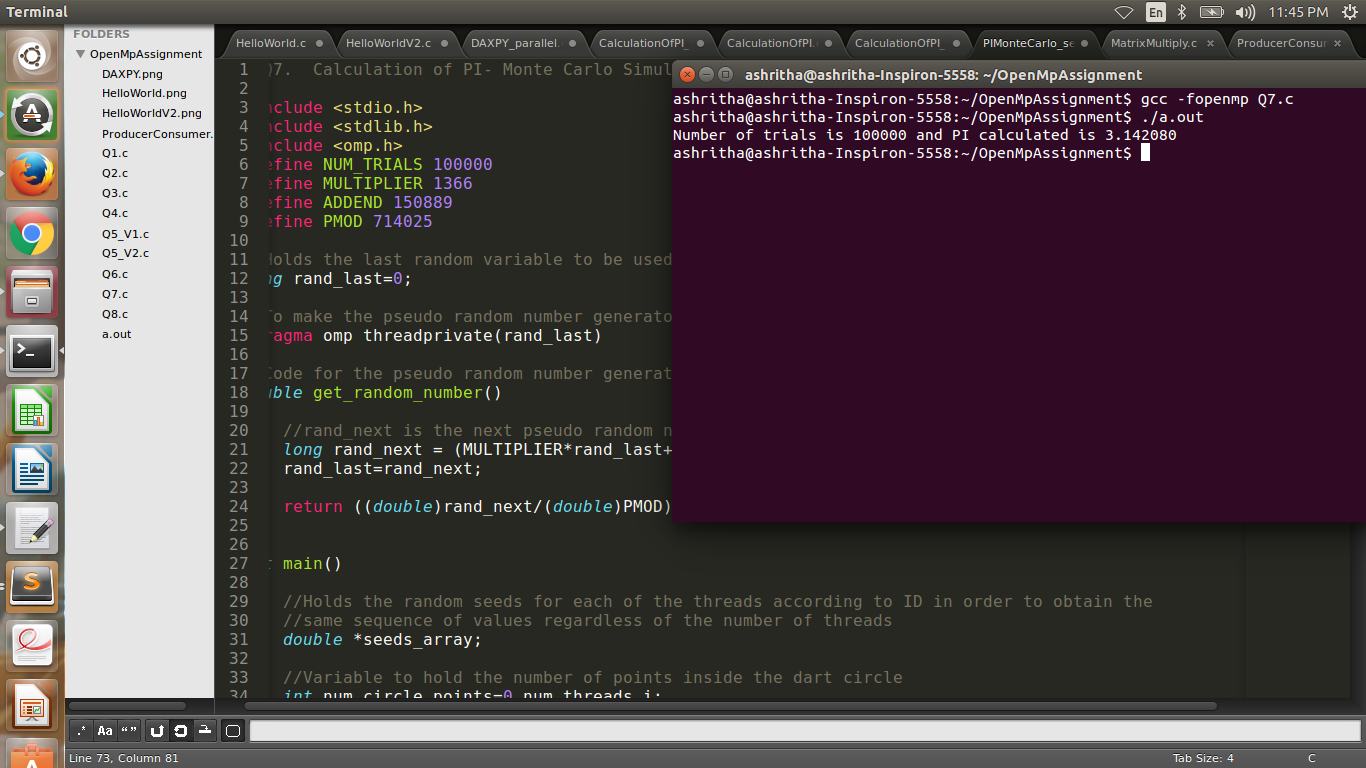 Terminal
En
11:45 PM
FOLDERS
OpenMpAssignment
DAXPY.png
HelloWorld.png
HelloWorldV2.png
ProducerConsumer.
Q1.c
Q2.c
Q3.c
Q4.c
Q5_V1.c
Q5_V2.c
Q6.c
Q7.c
Q8.c
a.out
HelloWorld.c
HelloWorldV2.c
DAXPY_parallel.
CalculationOfPI_
CalculationOfPI.
CalculationOfPI_
PIMonteCarlo_se
MatrixMultiply.c
ProducerConsur
1 Q7. Calculation of PI- Monte Carlo Simul
2
3 nclude <stdio.h>
4 nclude <stdlib.h>
5 nclude <omp.h>
6 efine NUM_TRIALS 100000
7 efine MULTIPLIER 1366
8 efine ADDEND 150889
9 efine PMOD 714025
10
11 Holds the last random variable to be used
12 ng rand_last=0;
13
14 To make the pseudo random number generato
15 ragma omp threadprivate(rand_last)
16
17 Code for the pseudo random number generat
18 uble get_random_number()
19
20 //rand_next is the next pseudo random n
21 long rand_next = (MULTIPLIER*rand_last+
22 rand_last=rand_next;
23
24 return ((double)rand_next/(double)PMOD)
25
26
27 t main()
28
29 //Holds the random seeds for each of the threads according to ID in order to obtain the
30 //same sequence of values regardless of the number of threads
31 double *seeds_array;
32
33 //Variable to hold the number of points inside the dart circle
34 int num_circle_points=0,num_threads,i;
ashritha@ashritha-Inspiron-5558: ~/OpenMpAssignment
ashritha@ashritha-Inspiron-5558:~/OpenMpAssignment$ gcc -fopenmp Q7.c
ashritha@ashritha-Inspiron-5558:~/OpenMpAssignment$ ./a.out
Number of trials is 100000 and PI calculated is 3.142080
ashritha@ashritha-Inspiron-5558:~/OpenMpAssignment$
.* Aa “ ”
Line 73, Column 81
Tab Size: 4
C